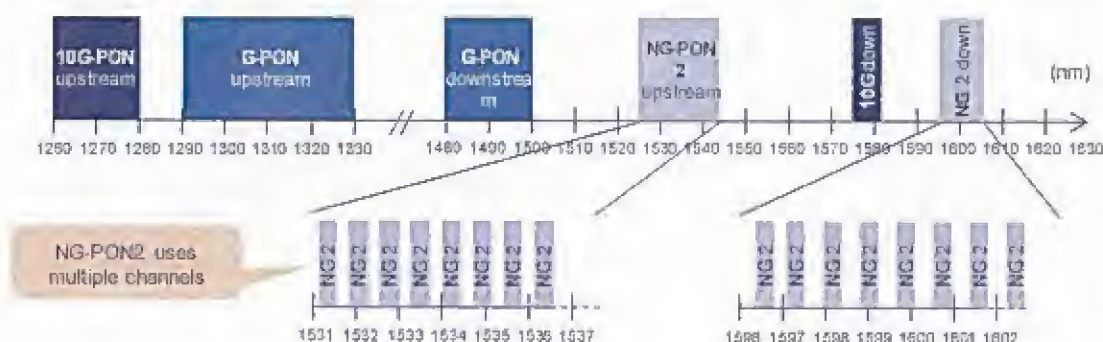 10G-PON
upstream
G-PON
upstream
G-PON
downstrea
m
NG-PON
2
upstream
10Gdown
NG 2 down
(nm)
1260 1270 1280 1290 1300 1310 1320 1330 1480 1490 1500 1510 1520 1530 1540 1550 1560 1570 1580 1590 1600 1610 1620 1630
NG-PON2 uses
multiple channels
NG 2 NG 2 NG 2 NG 2 NG 2 NG 2 NG 2 NG 2
NG 2 NG 2 NG 2 NG 2 NG 2 NG 2 NG 2 NG 2
1531 1532 1533 1534 1535 1536 1537
1596 1597 1598 1599 1600 1601 1602